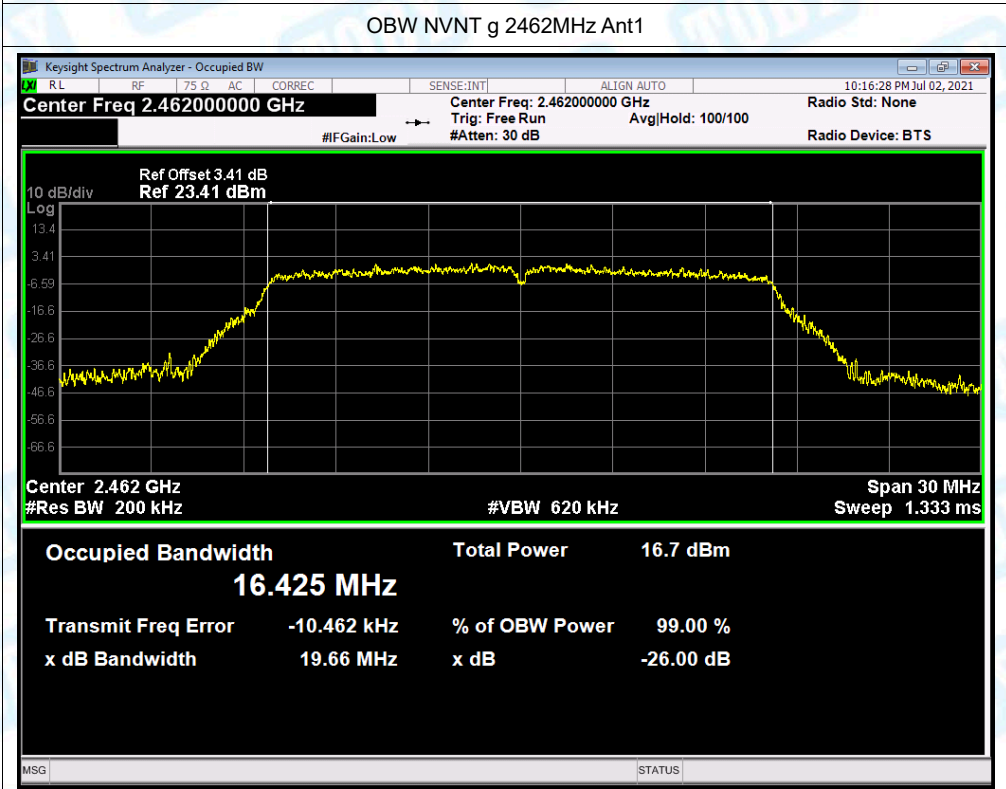 OBW NVNT g 2462MHz Ant1
Keysight Spectrum Analyzer - Occupied BW
LXI RL RF 75 Ω AC CORREC SENSE:INT ALIGN AUTO 10:16:28 PM Jul 02, 2021
Center Freq 2.462000000 GHz Center Freq: 2.462000000 GHz Radio Std: None
Trig: Free Run Avg|Hold: 100/100
#IFGain:Low #Atten: 30 dB Radio Device: BTS
Ref Offset 3.41 dB
10 dB/div Ref 23.41 dBm
Log
13.4
3.41
-6.59
-16.6
-26.6
-36.6
-46.6
-56.6
-66.6
Center 2.462 GHz Span 30 MHz
#Res BW 200 kHz #VBW 620 kHz Sweep 1.333 ms
Occupied Bandwidth Total Power 16.7 dBm
16.425 MHz
Transmit Freq Error -10.462 kHz % of OBW Power 99.00 %
x dB Bandwidth 19.66 MHz x dB -26.00 dB
MSG STATUS